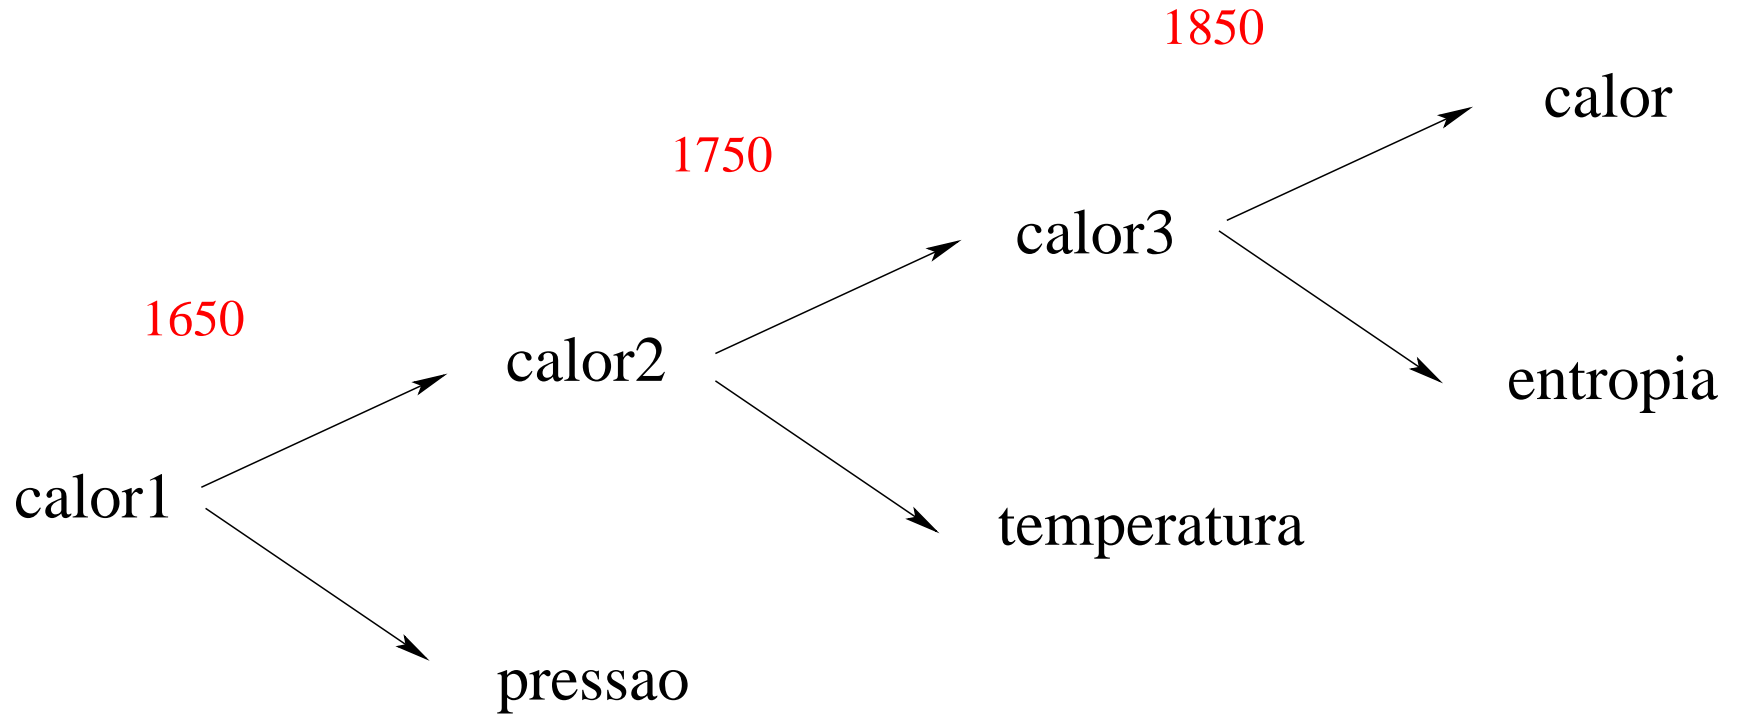 1850
calor
1750
calor3
1650
calor2
entropia
calor1
temperatura
pressao